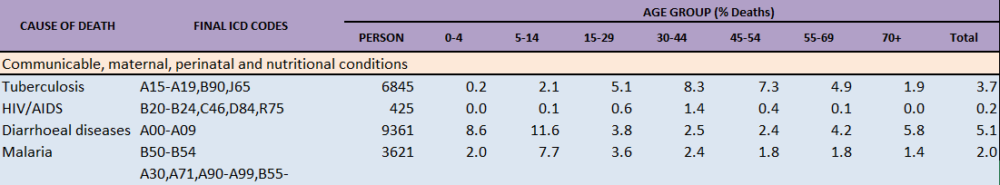 AGE GROUP (% Deaths)
CAUSE OF DEATH FINAL ICD CODES
PERSON 0-4 5-14 15-29 30-44 45-54 55-69 70+ Total
Communicable, maternal, perinatal and nutritional conditions
Tuberculosis A15-A19,B90,J65 6845 0.2 2.1 5.1 8.3 7.3 4.9 1.9 3.7
HIV/AIDS B20-B24,C46,D84,R75 425 0.0 0.1 0.6 1.4 0.4 0.1 0.0 0.2
Diarrhoeal diseases A00-A09 9361 8.6 11.6 3.8 2.5 2.4 4.2 5.8 5.1
Malaria B50-B54 3621 2.0 7.7 3.6 2.4 1.8 1.8 1.4 2.0
A30,A71,A90-A99,B55-